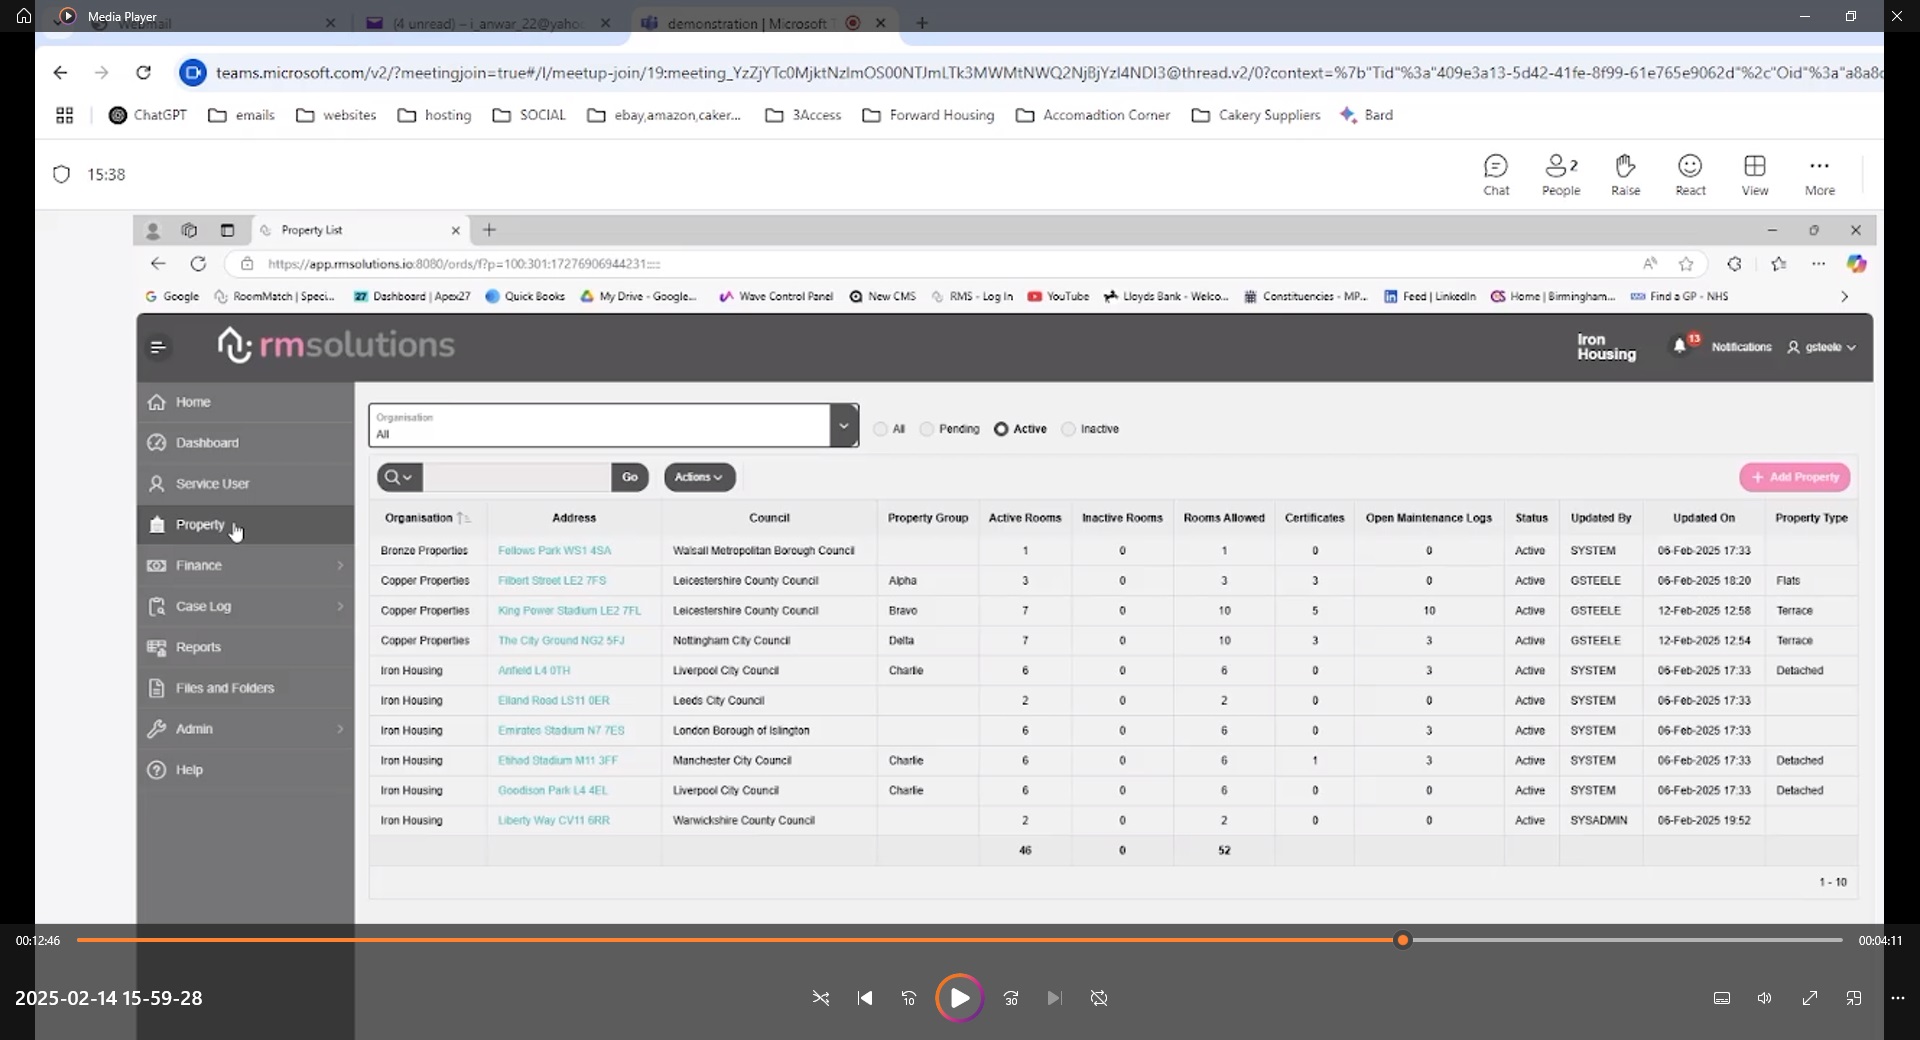 Media Player
(4 unread) – i_anwar_22@yahoo
demonstration | Microsoft T
teams.microsoft.com/v2/?meetingjoin=true#/l/meetup-join/19:meeting_
ChatGPT emails websites hosting SOCIAL ebay,amazon,caker... 3Access Forward Housing Accomadtion Corner Cakery Suppliers Bard
15:38
2
Chat People Raise React View More
Property List
https://app.rmsolutions.io:8080/ords/f?p=100:301:17276906944231:::::
Google RoomMatch | Speci... Dashboard | Apex27 Quick Books My Drive - Google... Wave Control Panel New CMS RMS - Log In YouTube Lloyds Bank - Welco... Constituencies - MP... Feed | LinkedIn Home | Birmingham... Find a GP - NHS
rmsolutions
Iron Housing
13
Notifications
gsteele
Home
Dashboard
Service User
Property
Finance
Case Log
Reports
Files and Folders
Admin
Help
Organisation
All
All Pending Active Inactive
Go
Actions
+ Add Property
Organisation Address Council Property Group Active Rooms Inactive Rooms Rooms Allowed Certificates Open Maintenance Logs Status Updated By Updated On Property Type
Bronze Properties Fellows Park WS1 4SA Walsall Metropolitan Borough Council 1 0 1 0 0 Active SYSTEM 06-Feb-2025 17:33
Copper Properties Filbert Street LE2 7FS Leicestershire County Council Alpha 3 0 3 3 0 Active GSTEELE 06-Feb-2025 18:20 Flats
Copper Properties King Power Stadium LE2 7FL Leicestershire County Council Bravo 7 0 10 5 10 Active GSTEELE 12-Feb-2025 12:58 Terrace
Copper Properties The City Ground NG2 5FJ Nottingham City Council Delta 7 0 10 3 3 Active GSTEELE 12-Feb-2025 12:54 Terrace
Iron Housing Anfield L4 0TH Liverpool City Council Charlie 6 0 6 0 3 Active SYSTEM 06-Feb-2025 17:33 Detached
Iron Housing Elland Road LS11 0ER Leeds City Council 2 0 2 0 0 Active SYSTEM 06-Feb-2025 17:33
Iron Housing Emirates Stadium N7 7ES London Borough of Islington 6 0 6 0 3 Active SYSTEM 06-Feb-2025 17:33
Iron Housing Etihad Stadium M11 3FF Manchester City Council Charlie 6 0 6 1 3 Active SYSTEM 06-Feb-2025 17:33 Detached
Iron Housing Goodison Park L4 4EL Liverpool City Council Charlie 6 0 6 0 0 Active SYSTEM 06-Feb-2025 17:33 Detached
Iron Housing Liberty Way CV11 6RR Warwickshire County Council 2 0 2 0 0 Active SYSADMIN 06-Feb-2025 19:52
46 0 52
1 - 10
00:12:46
00:04:11
2025-02-14 15-59-28
10
30